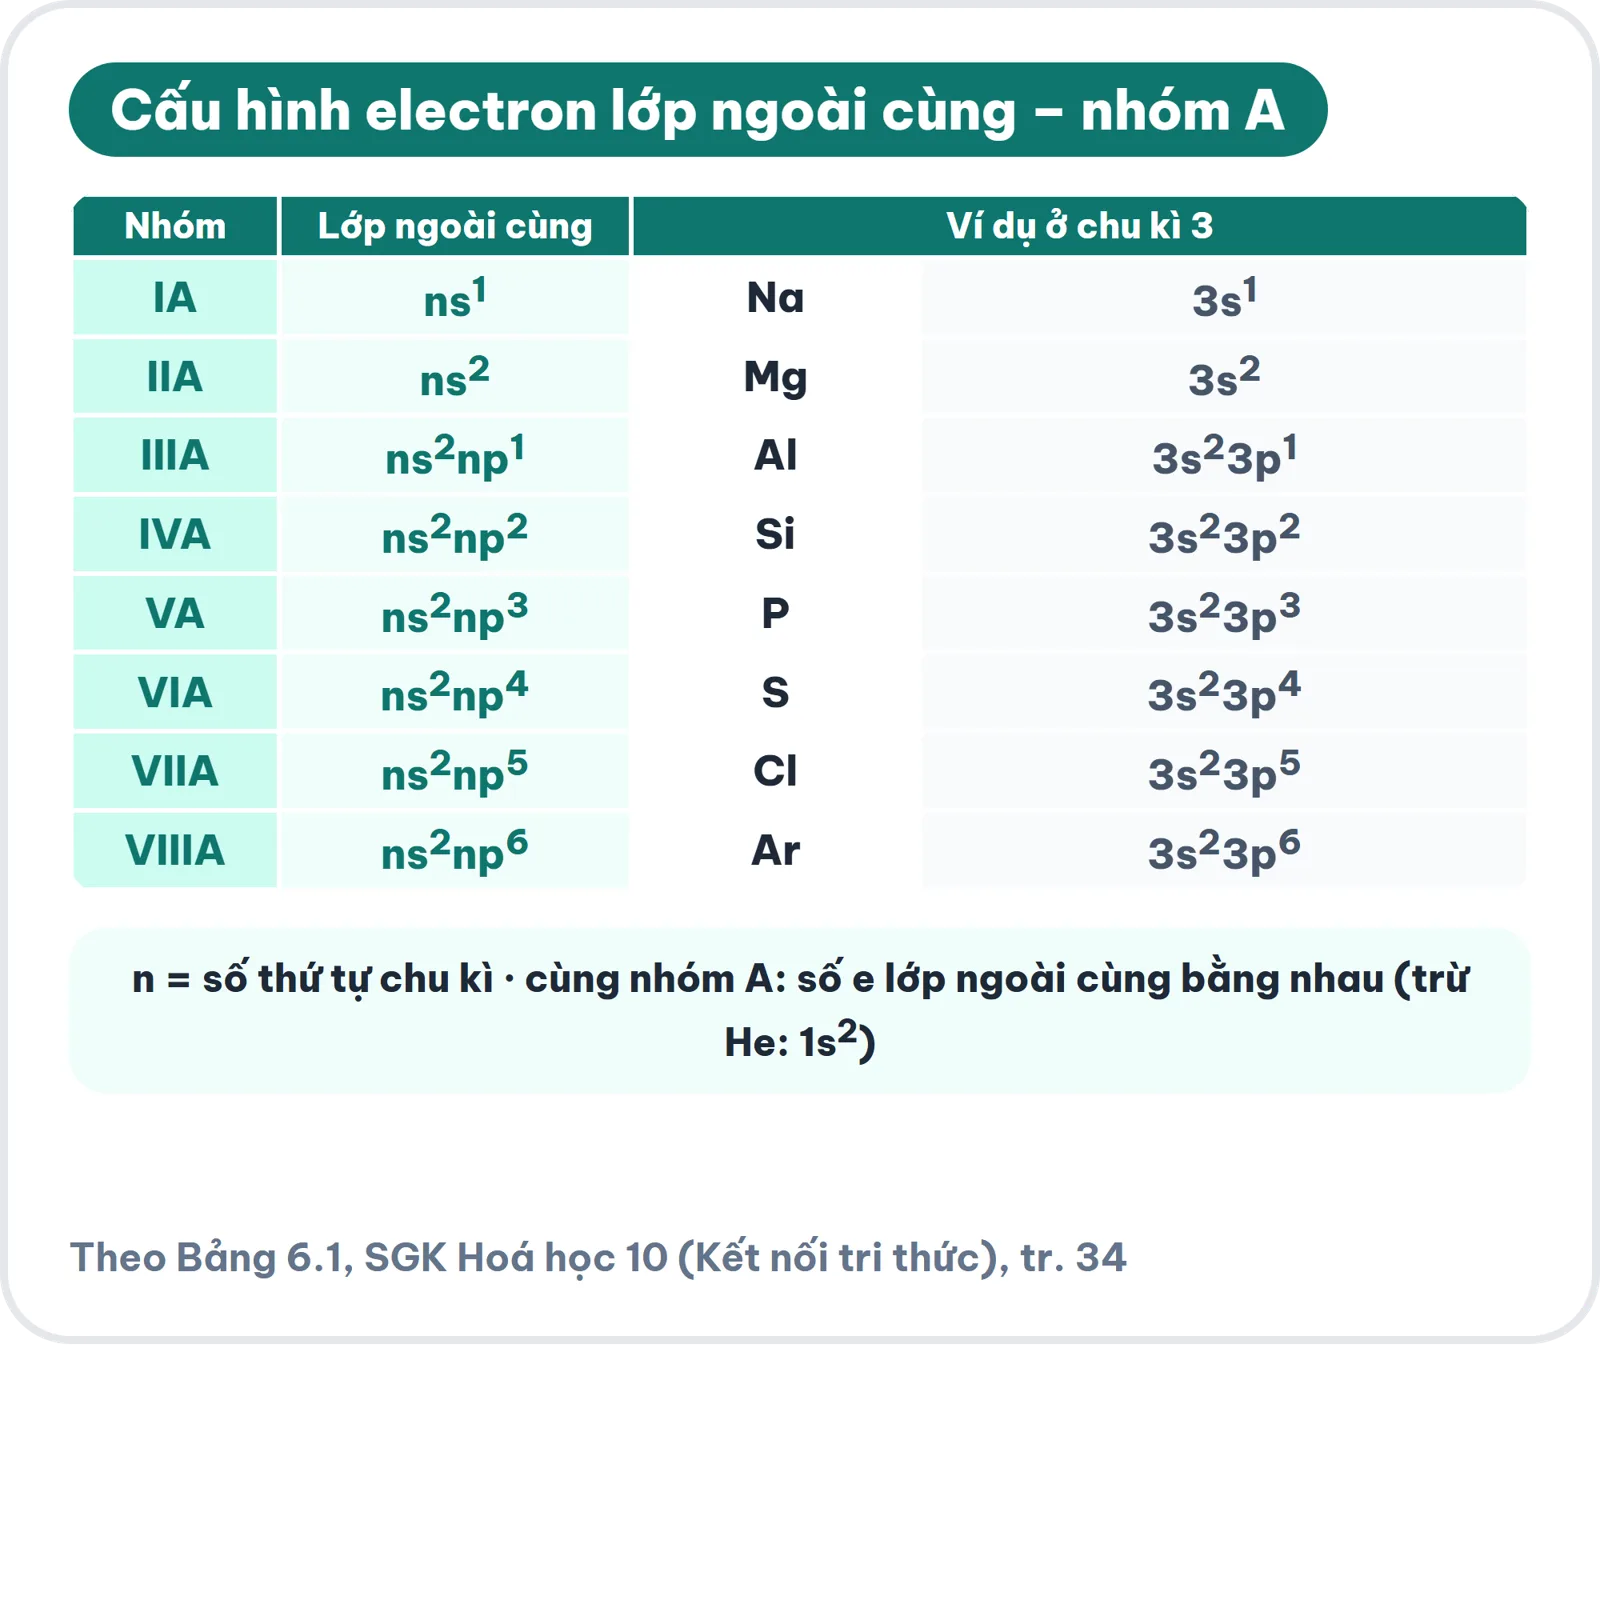 Cấu hình electron lớp ngoài cùng – nhóm A
Nhóm Lớp ngoài cùng Ví dụ ở chu kì 3
IA ns¹ Na 3s¹
IIA ns² Mg 3s²
IIIA ns²np¹ Al 3s²3p¹
IVA ns²np² Si 3s²3p²
VA ns²np³ P 3s²3p³
VIA ns²np⁴ S 3s²3p⁴
VIIA ns²np⁵ Cl 3s²3p⁵
VIIIA ns²np⁶ Ar 3s²3p⁶
n = số thứ tự chu kì · cùng nhóm A: số e lớp ngoài cùng bằng nhau (trừ
He: 1s²)
Theo Bảng 6.1, SGK Hoá học 10 (Kết nối tri thức), tr. 34